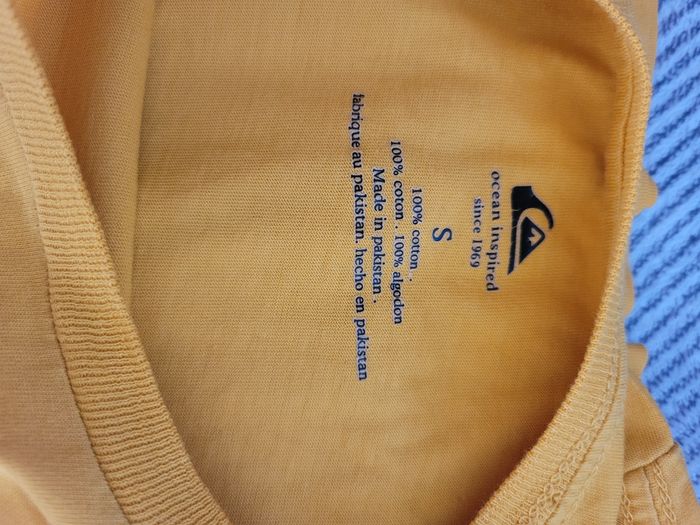 ocean inspired
since 1969
S
100% cotton .
100% coton . 100% algodon
Made in pakistan .
fabrique au pakistan. hecho en pakistan